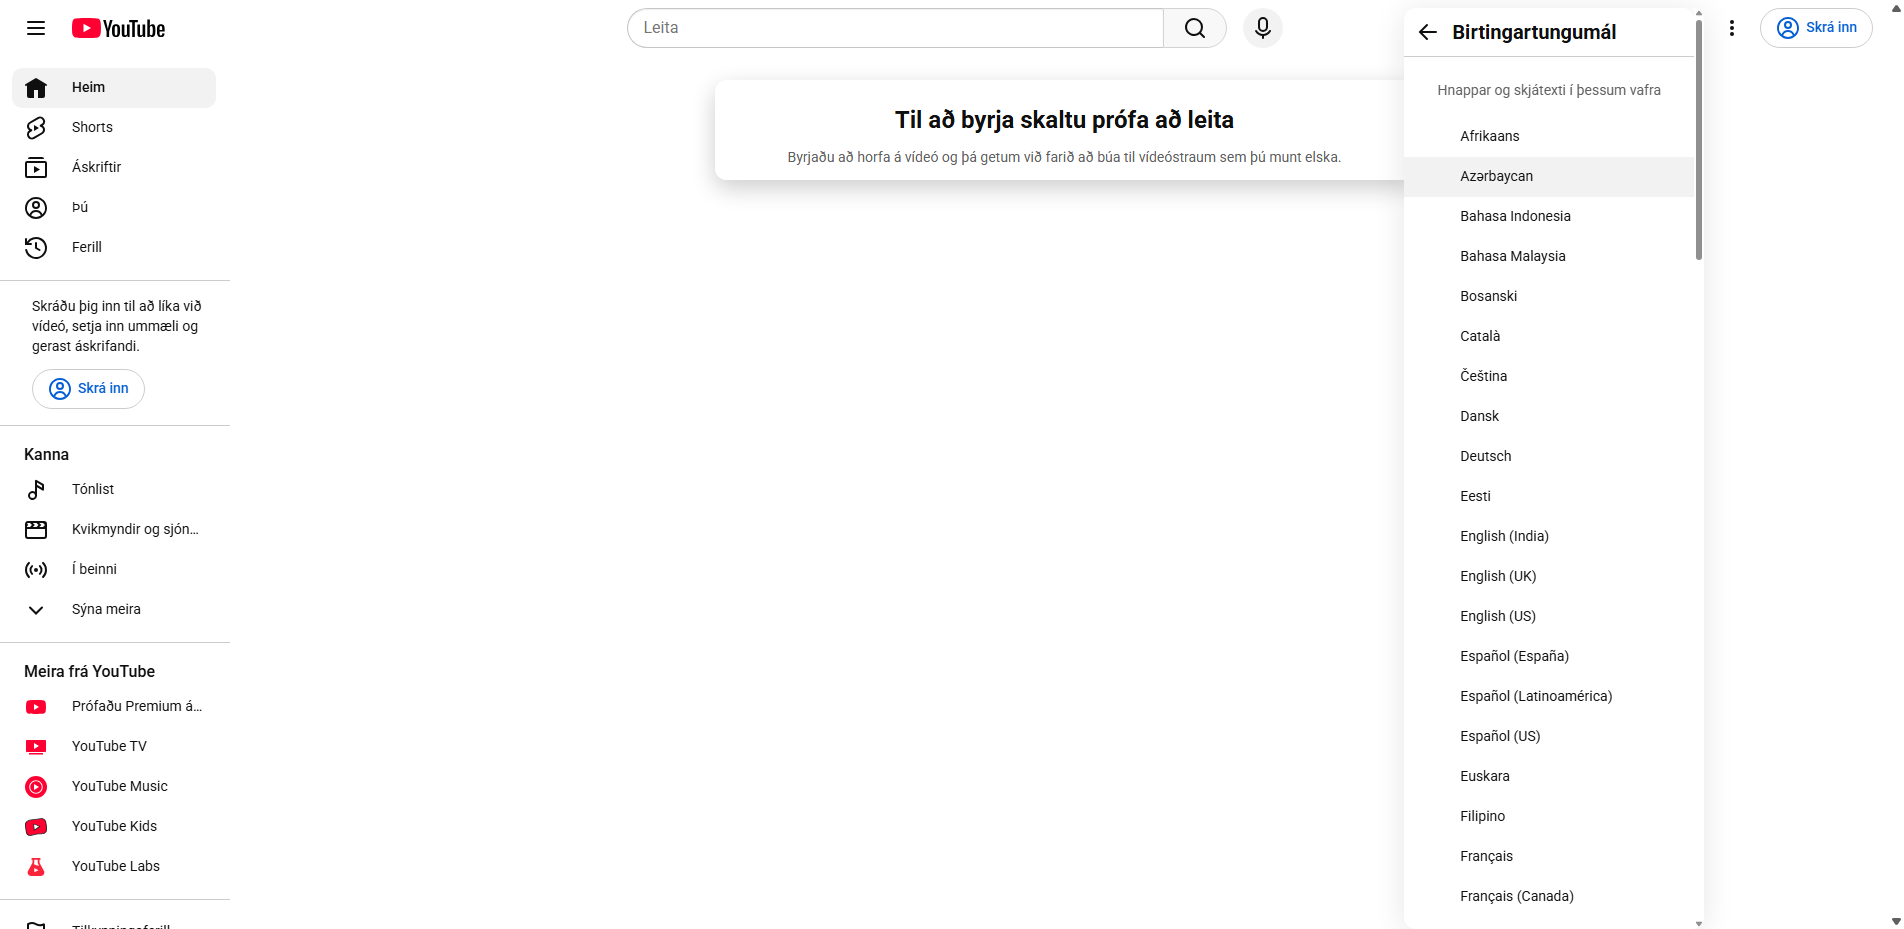 YouTube
Leita
Skrá inn
Heim
Shorts
Áskriftir
Þú
Ferill
Skráðu þig inn til að líka við
vídeó, setja inn ummæli og
gerast áskrifandi.
Skrá inn
Kanna
Tónlist
Kvikmyndir og sjón...
Í beinni
Sýna meira
Meira frá YouTube
Prófaðu Premium á...
YouTube TV
YouTube Music
YouTube Kids
YouTube Labs
Til að byrja skaltu prófa að leita
Byrjaðu að horfa á vídeó og þá getum við farið að búa til vídeóstraum sem þú munt elska.
Birtingartungumál
Hnappar og skjátexti í þessum vafra
Afrikaans
Azərbaycan
Bahasa Indonesia
Bahasa Malaysia
Bosanski
Català
Čeština
Dansk
Deutsch
Eesti
English (India)
English (UK)
English (US)
Español (España)
Español (Latinoamérica)
Español (US)
Euskara
Filipino
Français
Français (Canada)